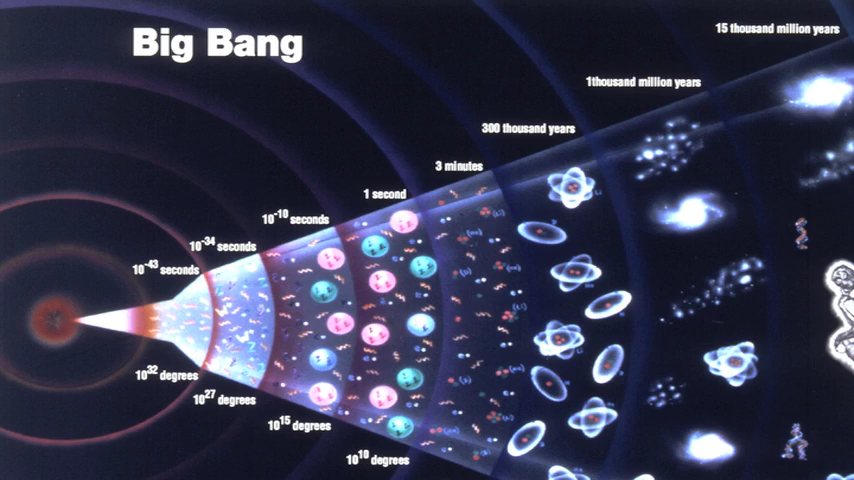 Big Bang
15 thousand million years
1thousand million years
300 thousand years
3 minutes
1 second
10⁻¹⁰ seconds
10⁻³⁴ seconds
10⁻⁴³ seconds
10³² degrees
10²⁷ degrees
10¹⁵ degrees
10¹⁰ degrees